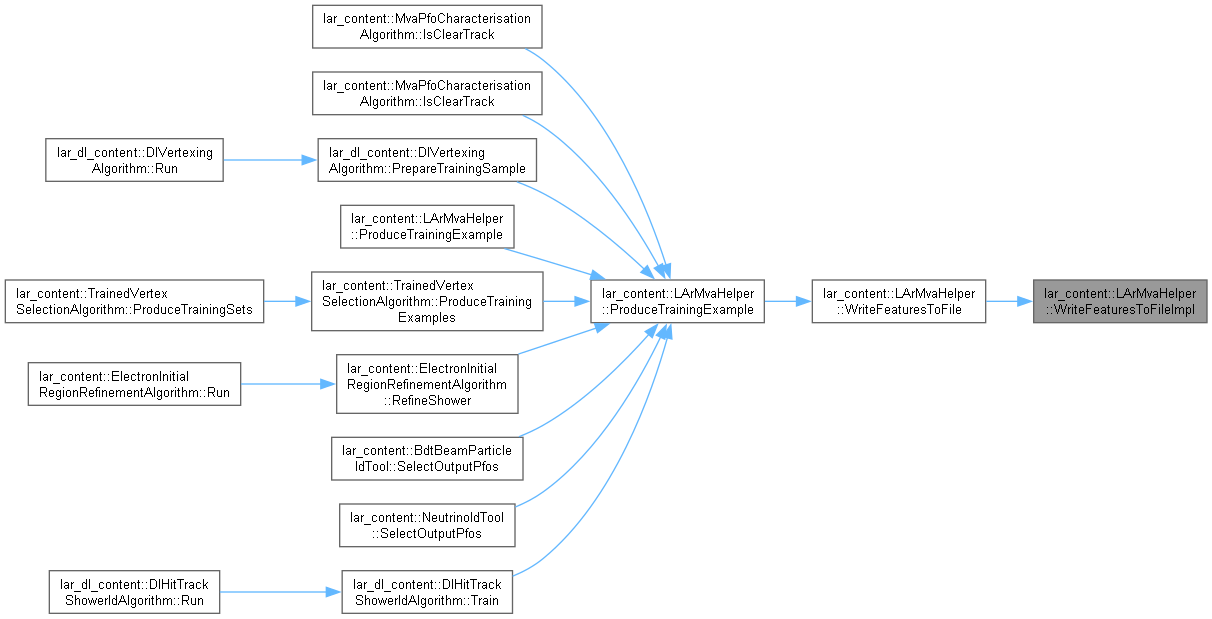 lar_content::MvaPfoCharacterisation
Algorithm::IsClearTrack
lar_content::MvaPfoCharacterisation
Algorithm::IsClearTrack
lar_dl_content::DlVertexing
Algorithm::Run
lar_dl_content::DlVertexing
Algorithm::PrepareTrainingSample
lar_content::LArMvaHelper
::ProduceTrainingExample
lar_content::TrainedVertex
SelectionAlgorithm::ProduceTrainingSets
lar_content::TrainedVertex
SelectionAlgorithm::ProduceTraining
Examples
lar_content::LArMvaHelper
::ProduceTrainingExample
lar_content::LArMvaHelper
::WriteFeaturesToFile
lar_content::LArMvaHelper
::WriteFeaturesToFileImpl
lar_content::ElectronInitial
RegionRefinementAlgorithm::Run
lar_content::ElectronInitial
RegionRefinementAlgorithm
::RefineShower
lar_content::BdtBeamParticle
IdTool::SelectOutputPfos
lar_content::NeutrinoIdTool
::SelectOutputPfos
lar_dl_content::DlHitTrack
ShowerIdAlgorithm::Run
lar_dl_content::DlHitTrack
ShowerIdAlgorithm::Train